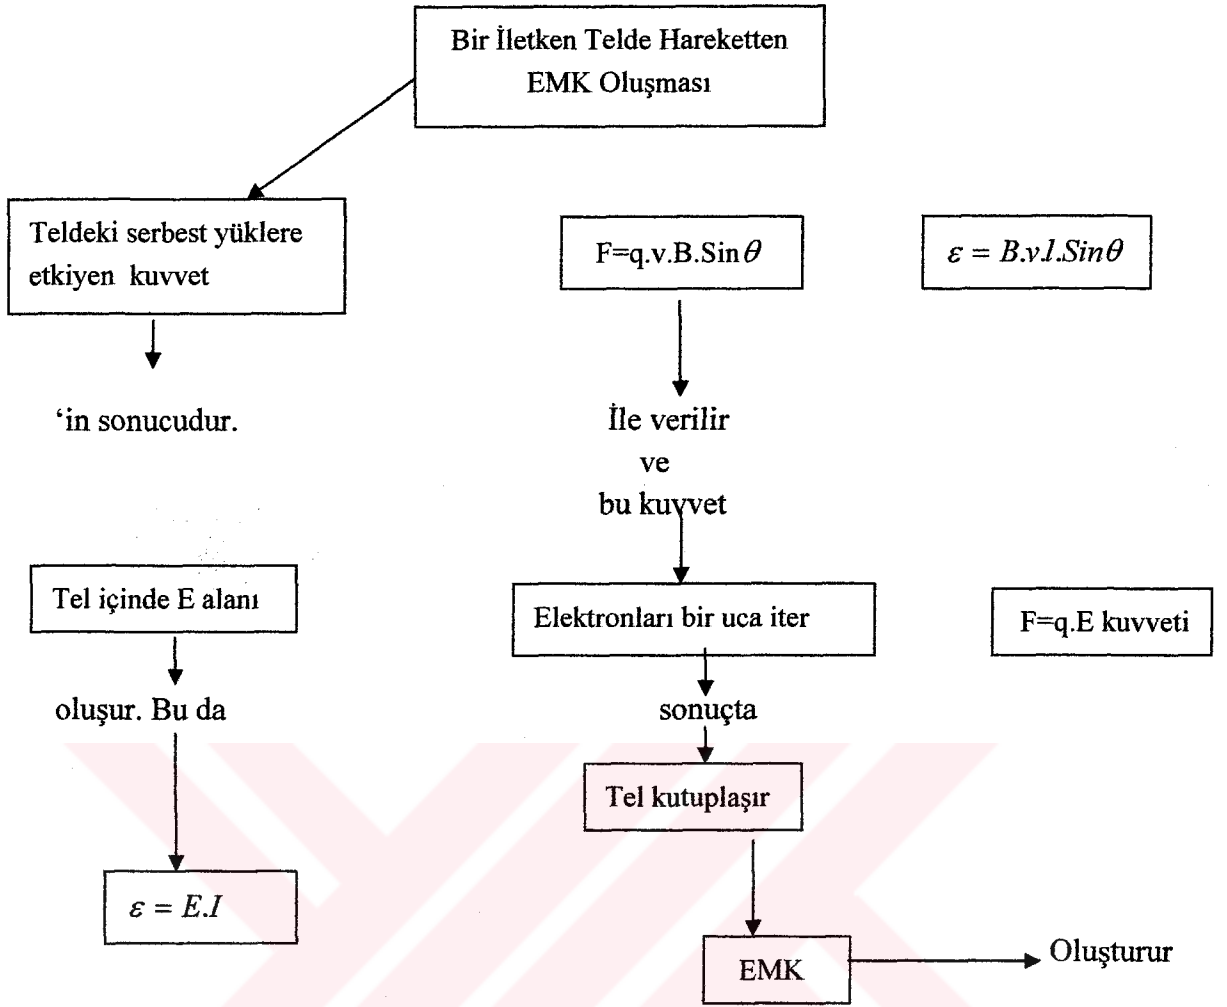 Bir İletken Telde Hareketten
EMK Oluşması
Teldeki serbest yüklere
etkiyen kuvvet
F=q.v.B.Sinθ
ε = B.v.l.Sinθ
‘in sonucudur.
İle verilir
ve
bu kuvvet
Tel içinde E alanı
Elektronları bir uca iter
F=q.E kuvveti
oluşur. Bu da
sonuçta
Tel kutuplaşır
ε = E.I
EMK
Oluşturur